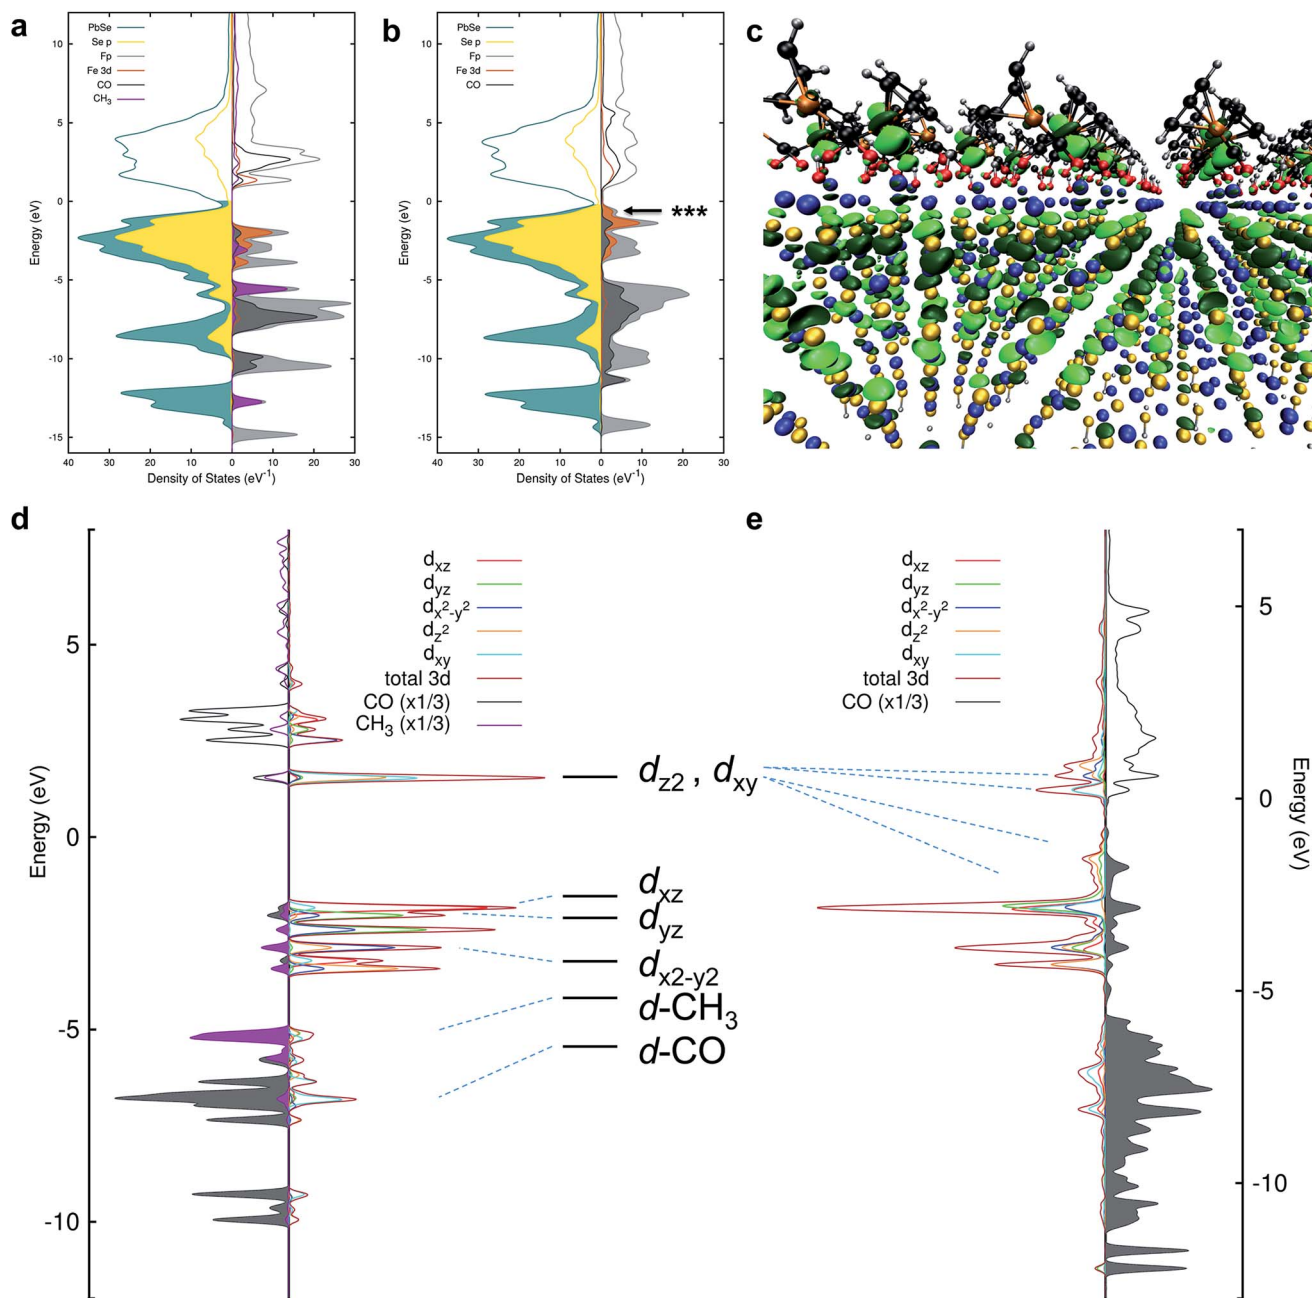 a
PbSe
Se p
Fp
Fe 3d
CO
CH3
10
5
0
-5
-10
-15
Energy (eV)
40 30 20 10 0 10 20 30
Density of States (eV-1)
b
PbSe
Se p
Fp
Fe 3d
CO
***
10
5
0
-5
-10
-15
Energy (eV)
40 30 20 10 0 10 20 30
Density of States (eV-1)
c
d
dxz
dyz
dx2-y2
dz2
dxy
total 3d
CO (x1/3)
CH3 (x1/3)
5
0
-5
-10
Energy (eV)
dz2 , dxy
dxz
dyz
dx2-y2
d-CH3
d-CO
e
dxz
dyz
dx2-y2
dz2
dxy
total 3d
CO (x1/3)
5
0
-5
-10
Energy (eV)